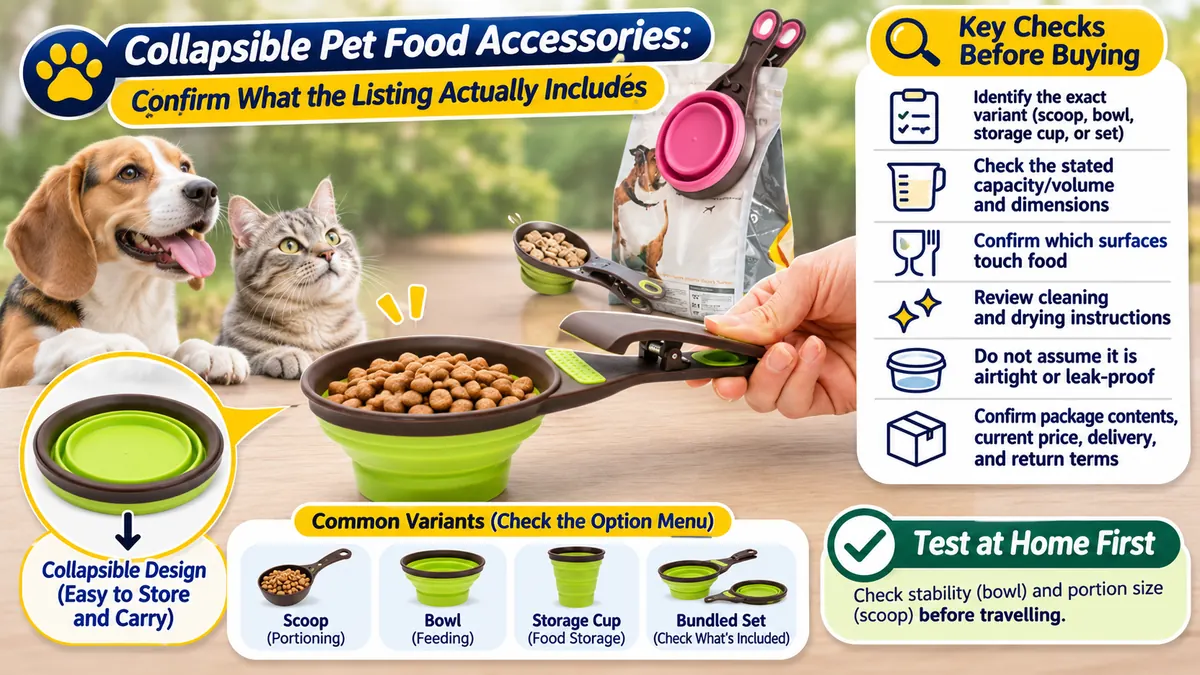 Collapsible Pet Food Accessories:
Confirm What the Listing Actually Includes
Key Checks
Before Buying
Identify the exact
variant (scoop, bowl,
storage cup, or set)
Check the stated
capacity/volume
and dimensions
Confirm which surfaces
touch food
Review cleaning
and drying instructions
Do not assume it is
airtight or leak-proof
Confirm package contents,
current price, delivery,
and return terms
Collapsible Design
(Easy to Store
and Carry)
Common Variants (Check the Option Menu)
Scoop
(Portioning)
Bowl
(Feeding)
Storage Cup
(Food Storage)
Bundled Set
(Check What's Included)
Test at Home First
Check stability (bowl) and portion size
(scoop) before travelling.